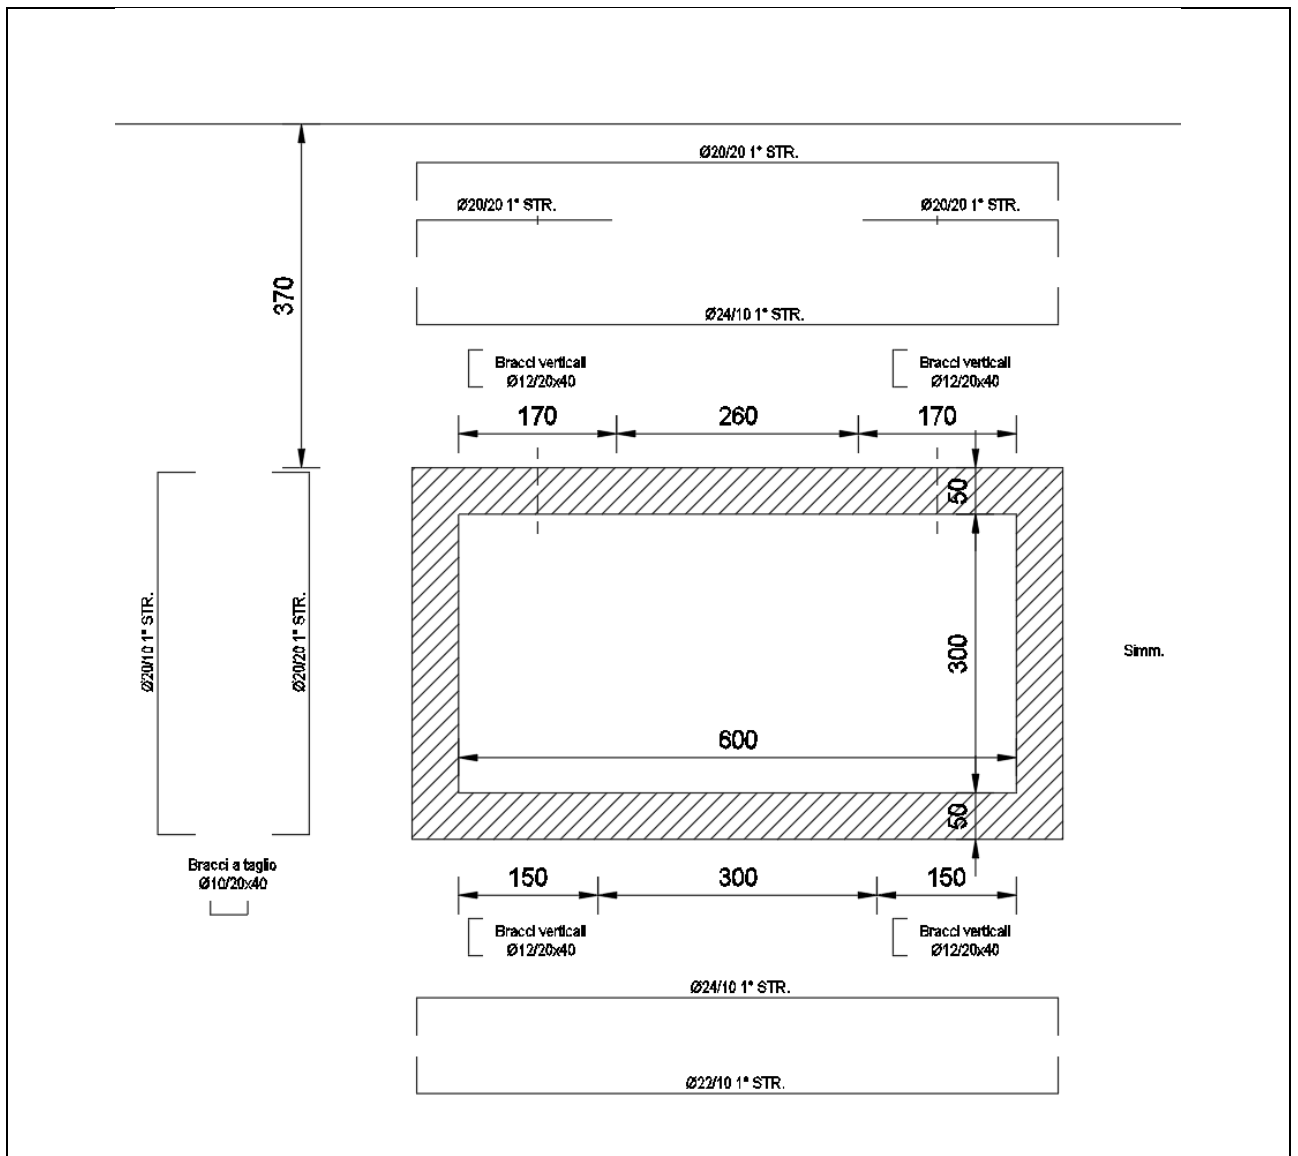 Ø20/20 1° STR.
Ø20/20 1° STR.
Ø20/20 1° STR.
370
Ø24/10 1° STR.
Bracci verticali
Ø12/20x40
Bracci verticali
Ø12/20x40
170
260
170
50
Ø20/10 1° STR.
Ø20/20 1° STR.
300
Simm.
600
50
Bracci a taglio
Ø10/20x40
150
300
150
Bracci verticali
Ø12/20x40
Bracci verticali
Ø12/20x40
Ø24/10 1° STR.
Ø22/10 1° STR.